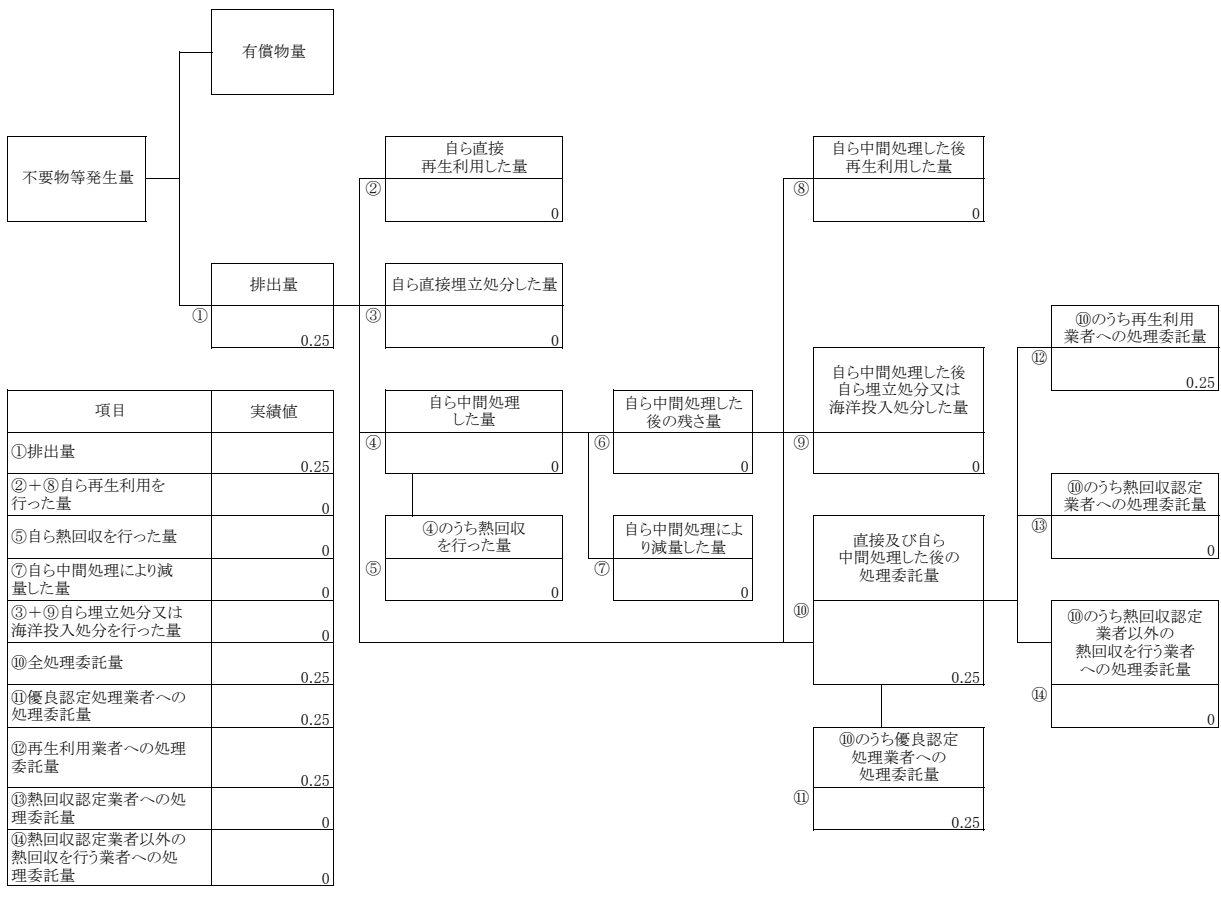 有償物量
不要物等発生量
排出量
①
0.25
自ら直接
再生利用した量
②
0
自ら直接埋立処分した量
③
0
自ら中間処理
した量
④
0
④のうち熱回収
を行った量
⑤
0
自ら中間処理した
後の残さ量
⑥
0
自ら中間処理によ
り減量した量
⑦
0
自ら中間処理した後
再生利用した量
⑧
0
自ら中間処理した後
自ら埋立処分又は
海洋投入処分した量
⑨
0
直接及び自ら
中間処理した後の
処理委託量
⑩
0.25
⑩のうち優良認定
処理業者への
処理委託量
⑪
0.25
⑩のうち再生利用
業者への処理委託量
⑫
0.25
⑩のうち熱回収認定
業者への処理委託量
⑬
0
⑩のうち熱回収認定
業者以外の
熱回収を行う業者
への処理委託量
⑭
0
項目 実績値
①排出量
0.25
②+⑧自ら再生利用を
行った量
0
⑤自ら熱回収を行った量
0
⑦自ら中間処理により減
量した量
0
③+⑨自ら埋立処分又は
海洋投入処分を行った量
0
⑩全処理委託量
0.25
⑪優良認定処理業者への
処理委託量
0.25
⑫再生利用業者への処理
委託量
0.25
⑬熱回収認定業者への処
理委託量
0
⑭熱回収認定業者以外の
熱回収を行う業者への処
理委託量
0